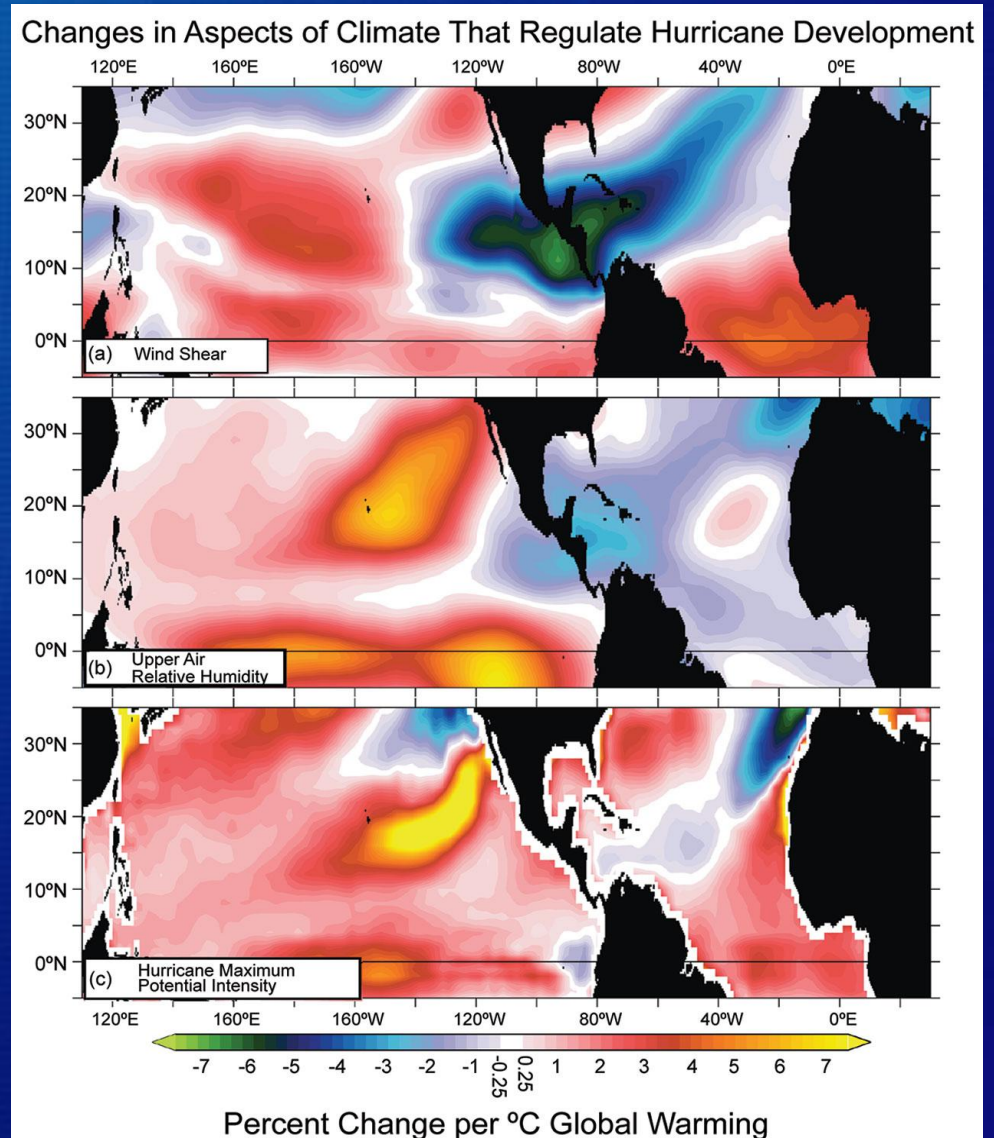 Changes in Aspects of Climate That Regulate Hurricane Development
120ºE 160ºE 160ºW 120ºW 80ºW 40ºW 0ºE
30ºN
20ºN
10ºN
0ºN
(a) Wind Shear
30ºN
20ºN
10ºN
0ºN
(b) Upper Air
Relative Humidity
30ºN
20ºN
10ºN
0ºN
(c) Hurricane Maximum
Potential Intensity
120ºE 160ºE 160ºW 120ºW 80ºW 40ºW 0ºE
-7 -6 -5 -4 -3 -2 -1 -0.25 0.25 1 2 3 4 5 6 7
Percent Change per ºC Global Warming